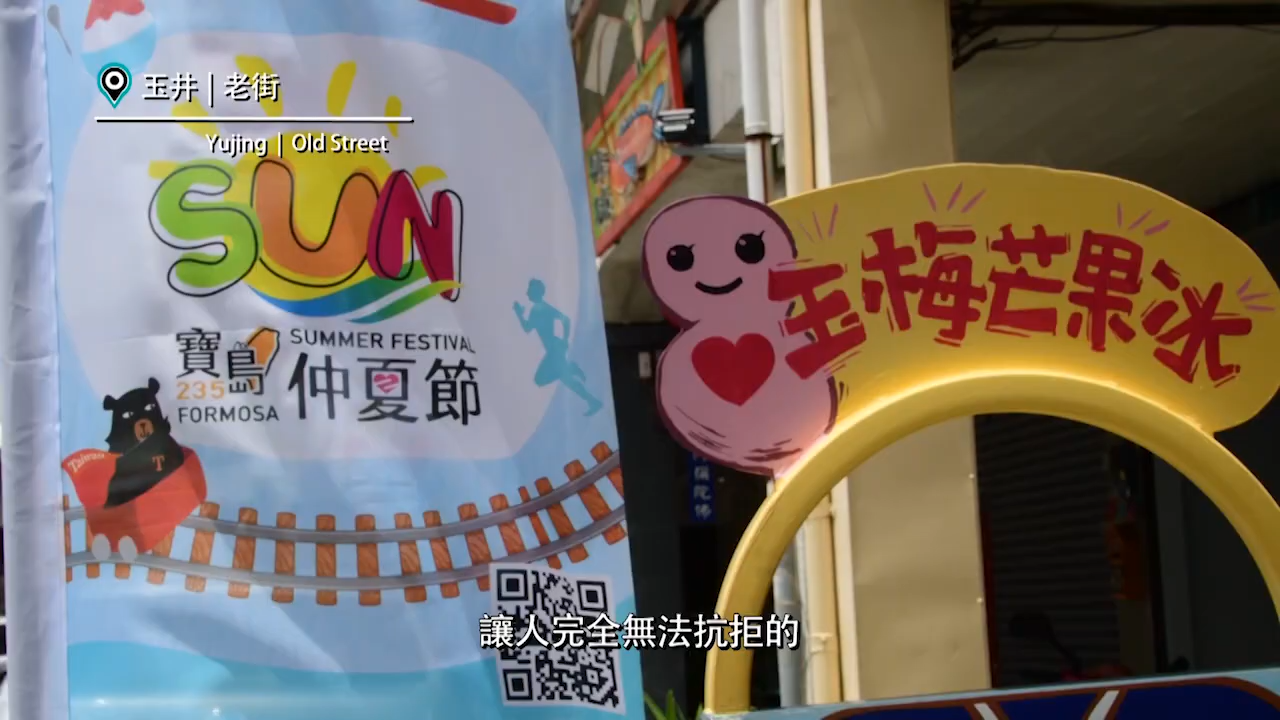 玉井 | 老街
Yujing | Old Street
SUN
寶島
235
FORMOSA
SUMMER FESTIVAL
仲夏節
Taiwan
T
玉梅芒果冰
讓人完全無法抗拒的